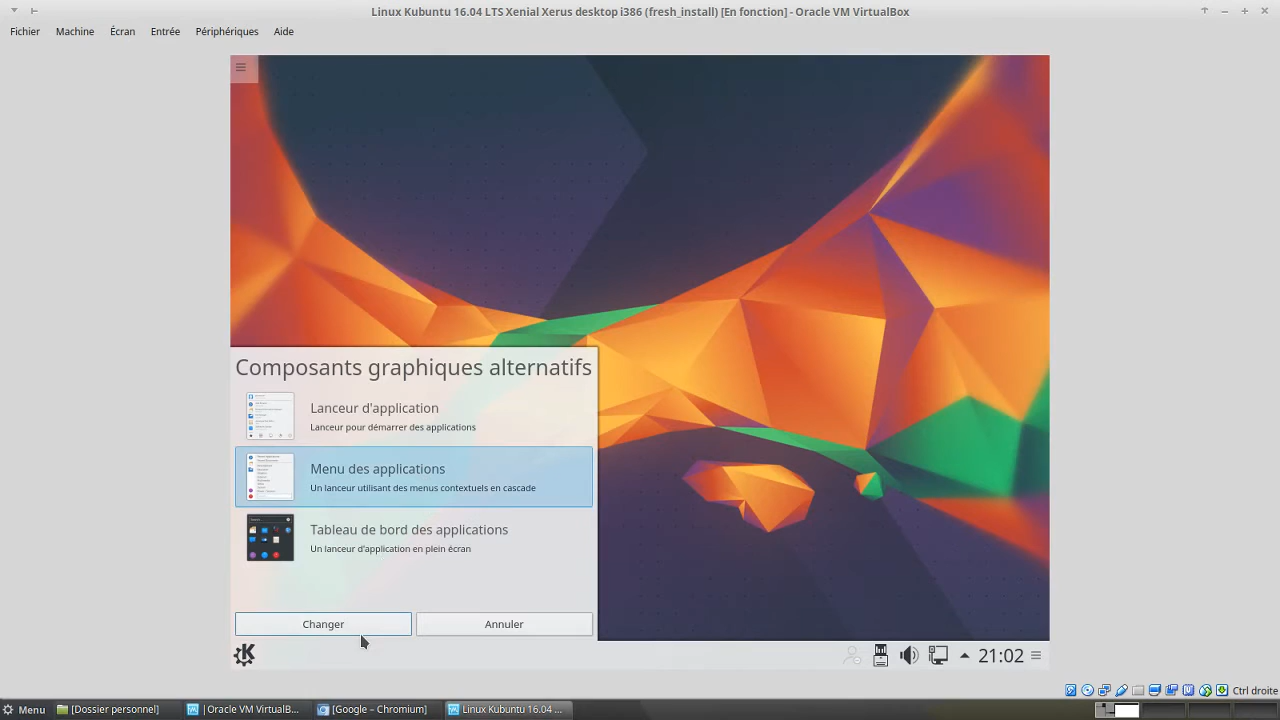 Linux Kubuntu 16.04 LTS Xenial Xerus desktop i386 (fresh_install) [En fonction] - Oracle VM VirtualBox
Fichier Machine Écran Entrée Périphériques Aide
Composants graphiques alternatifs
Lanceur d'application
Lanceur pour démarrer des applications
Menu des applications
Un lanceur utilisant des menus contextuels en cascade
Tableau de bord des applications
Un lanceur d'application en plein écran
Changer Annuler
21:02
Ctrl droite
Menu [Dossier personnel] [Oracle VM VirtualB... [Google – Chromium] Linux Kubuntu 16.04 ...